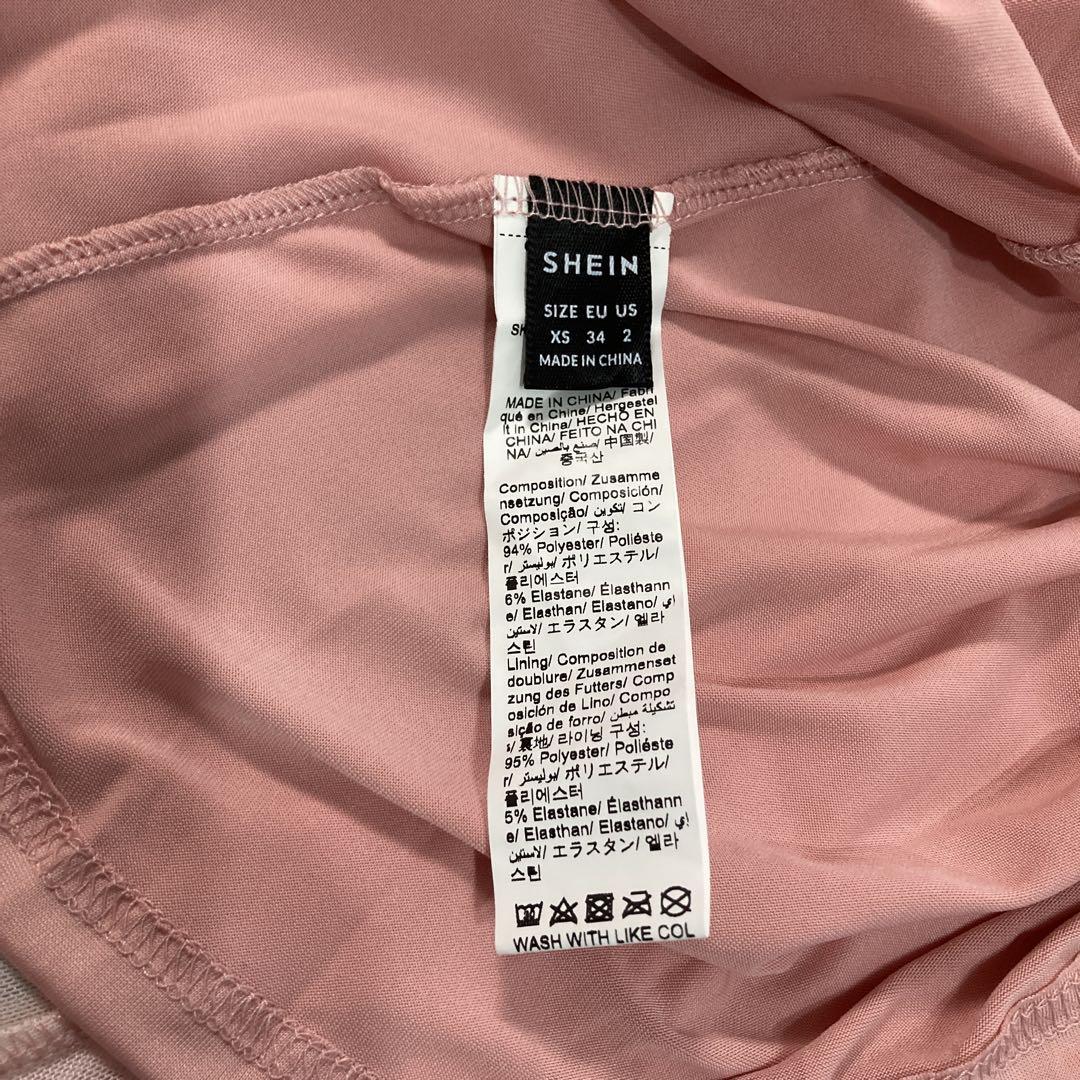 SHEIN
SIZE EU US
XS 34 2
MADE IN CHINA
MADE IN CHINA/ Fabri
qué en Chine/ Hergestel
lt in China/ HECHO EN
CHINA/ FEITO NA CHI
NA/ صنع بالصين/ 中国製/
중국산
Composition/ Zusamme
nsetzung/ Composición/
Composição/ تكوين/ コン
ポジション/ 구성:
94% Polyester/ Poliéste
r/ بوليستر/ ポリエステル/
폴리에스터
6% Elastane/ Élasthann
e/ Elasthan/ Elastano/ إي
لاستين/ エラスタン/ 엘라
스틴
Lining/ Composition de
doublure/ Zusammenset
zung des Futters/ Comp
osición de Lino/ Compo
sição de forro/ تشكيلة مبطن
ة/ 裏地/ 라이닝 구성:
95% Polyester/ Poliéste
r/ بوليستر/ ポリエステル/
폴리에스터
5% Elastane/ Élasthann
e/ Elasthan/ Elastano/ إي
لاستين/ エラスタン/ 엘라
스틴
WASH WITH LIKE COL